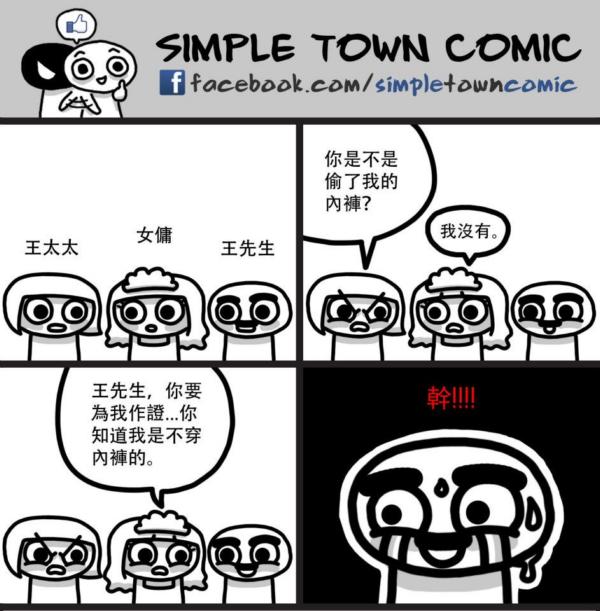 SIMPLE TOWN COMIC
f facebook.com/simpletowncomic
王太太
女傭
王先生
你是不是
偷了我的
內褲?
我沒有。
王先生, 你要
為我作證...你
知道我是不穿
內褲的。
幹!!!!